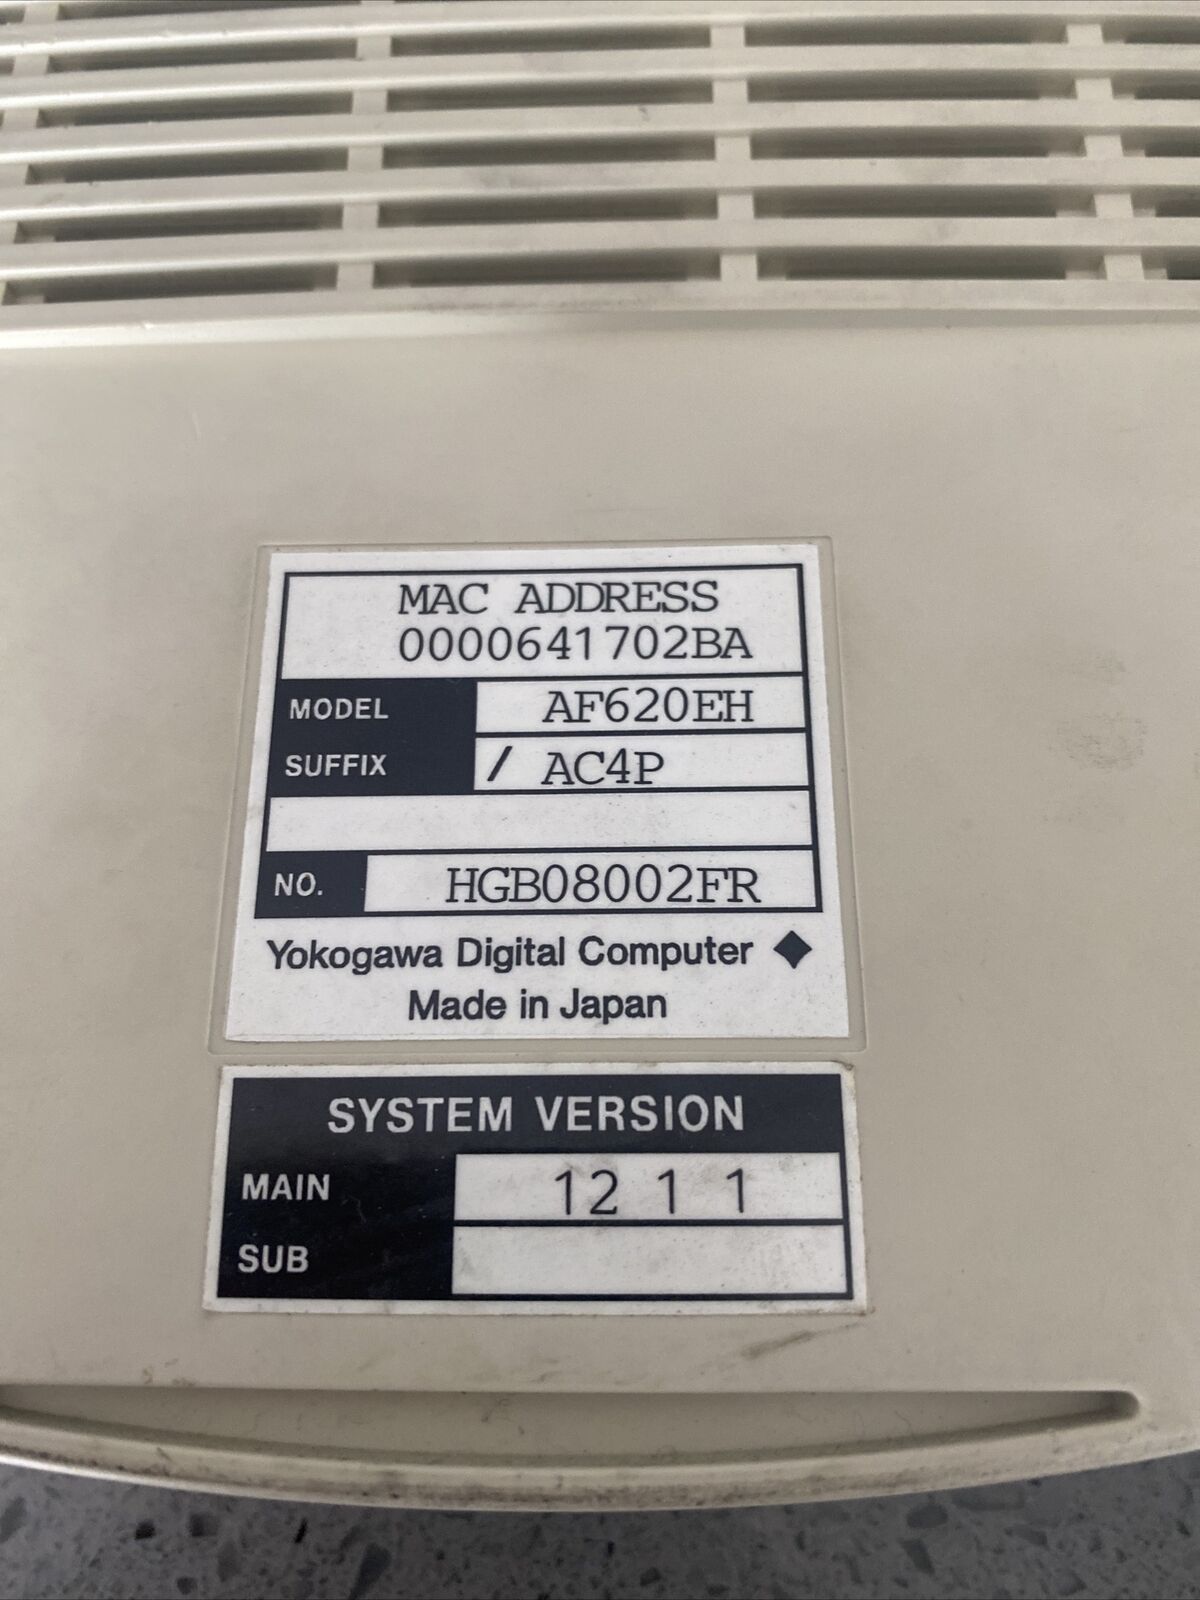 MAC ADDRESS
0000641702BA
MODEL AF620EH
SUFFIX / AC4P
NO. HGB08002FR
Yokogawa Digital Computer ◆
Made in Japan
SYSTEM VERSION
MAIN 12 1 1
SUB